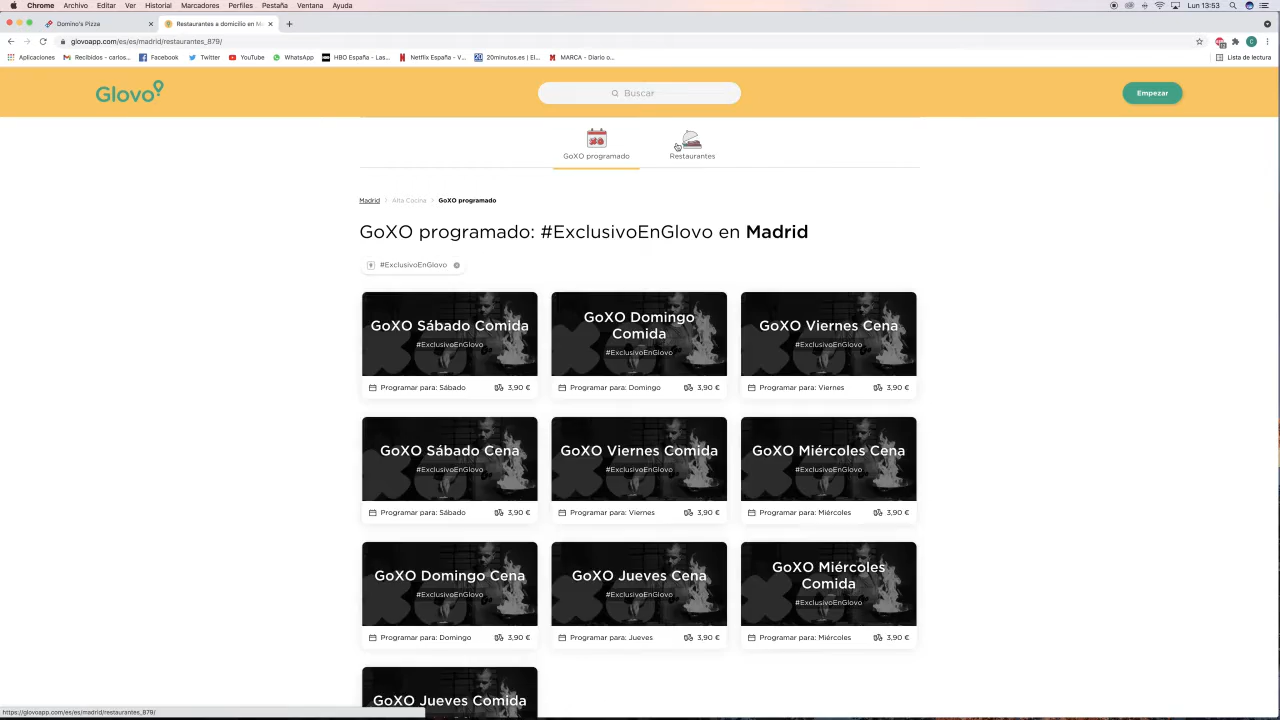 Chrome Archivo Editar Ver Historial Marcadores Perfiles Pestaña Ventana Ayuda
Lun 13:53
Domino's Pizza
Restaurantes a domicilio en M
glovoapp.com/es/es/madrid/restaurantes_879/
Aplicaciones Recibidos - carlos... Facebook Twitter YouTube WhatsApp HBO España - Las... Netflix España - V... 20minutos.es | El... MARCA - Diario o... Lista de lectura
Glovo
Buscar
Empezar
GoXO programado
Restaurantes
Madrid > Alta Cocina > GoXO programado
GoXO programado: #ExclusivoEnGlovo en Madrid
#ExclusivoEnGlovo
GoXO Sábado Comida
#ExclusivoEnGlovo
Programar para: Sábado 3,90 €
GoXO Domingo
Comida
#ExclusivoEnGlovo
Programar para: Domingo 3,90 €
GoXO Viernes Cena
#ExclusivoEnGlovo
Programar para: Viernes 3,90 €
GoXO Sábado Cena
#ExclusivoEnGlovo
Programar para: Sábado 3,90 €
GoXO Viernes Comida
#ExclusivoEnGlovo
Programar para: Viernes 3,90 €
GoXO Miércoles Cena
#ExclusivoEnGlovo
Programar para: Miércoles 3,90 €
GoXO Domingo Cena
#ExclusivoEnGlovo
Programar para: Domingo 3,90 €
GoXO Jueves Cena
#ExclusivoEnGlovo
Programar para: Jueves 3,90 €
GoXO Miércoles
Comida
#ExclusivoEnGlovo
Programar para: Miércoles 3,90 €
GoXO Jueves Comida
https://glovoapp.com/es/es/madrid/restaurantes_879/